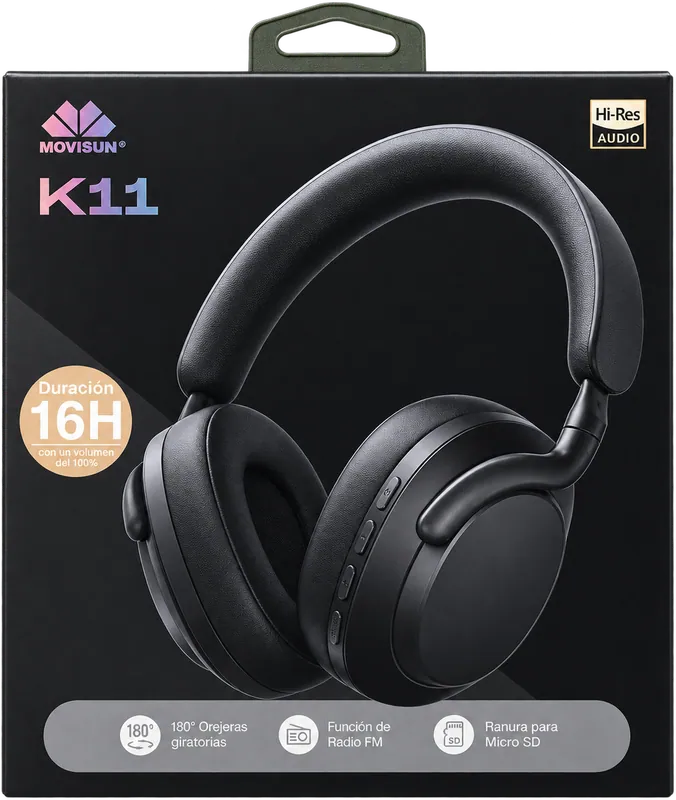 MOVISUN®
K11
Hi-Res
AUDIO
Duración
16H
con un volumen
del 100%
180°
180° Orejeras
giratorias
Función de
Radio FM
SD
Ranura para
Micro SD